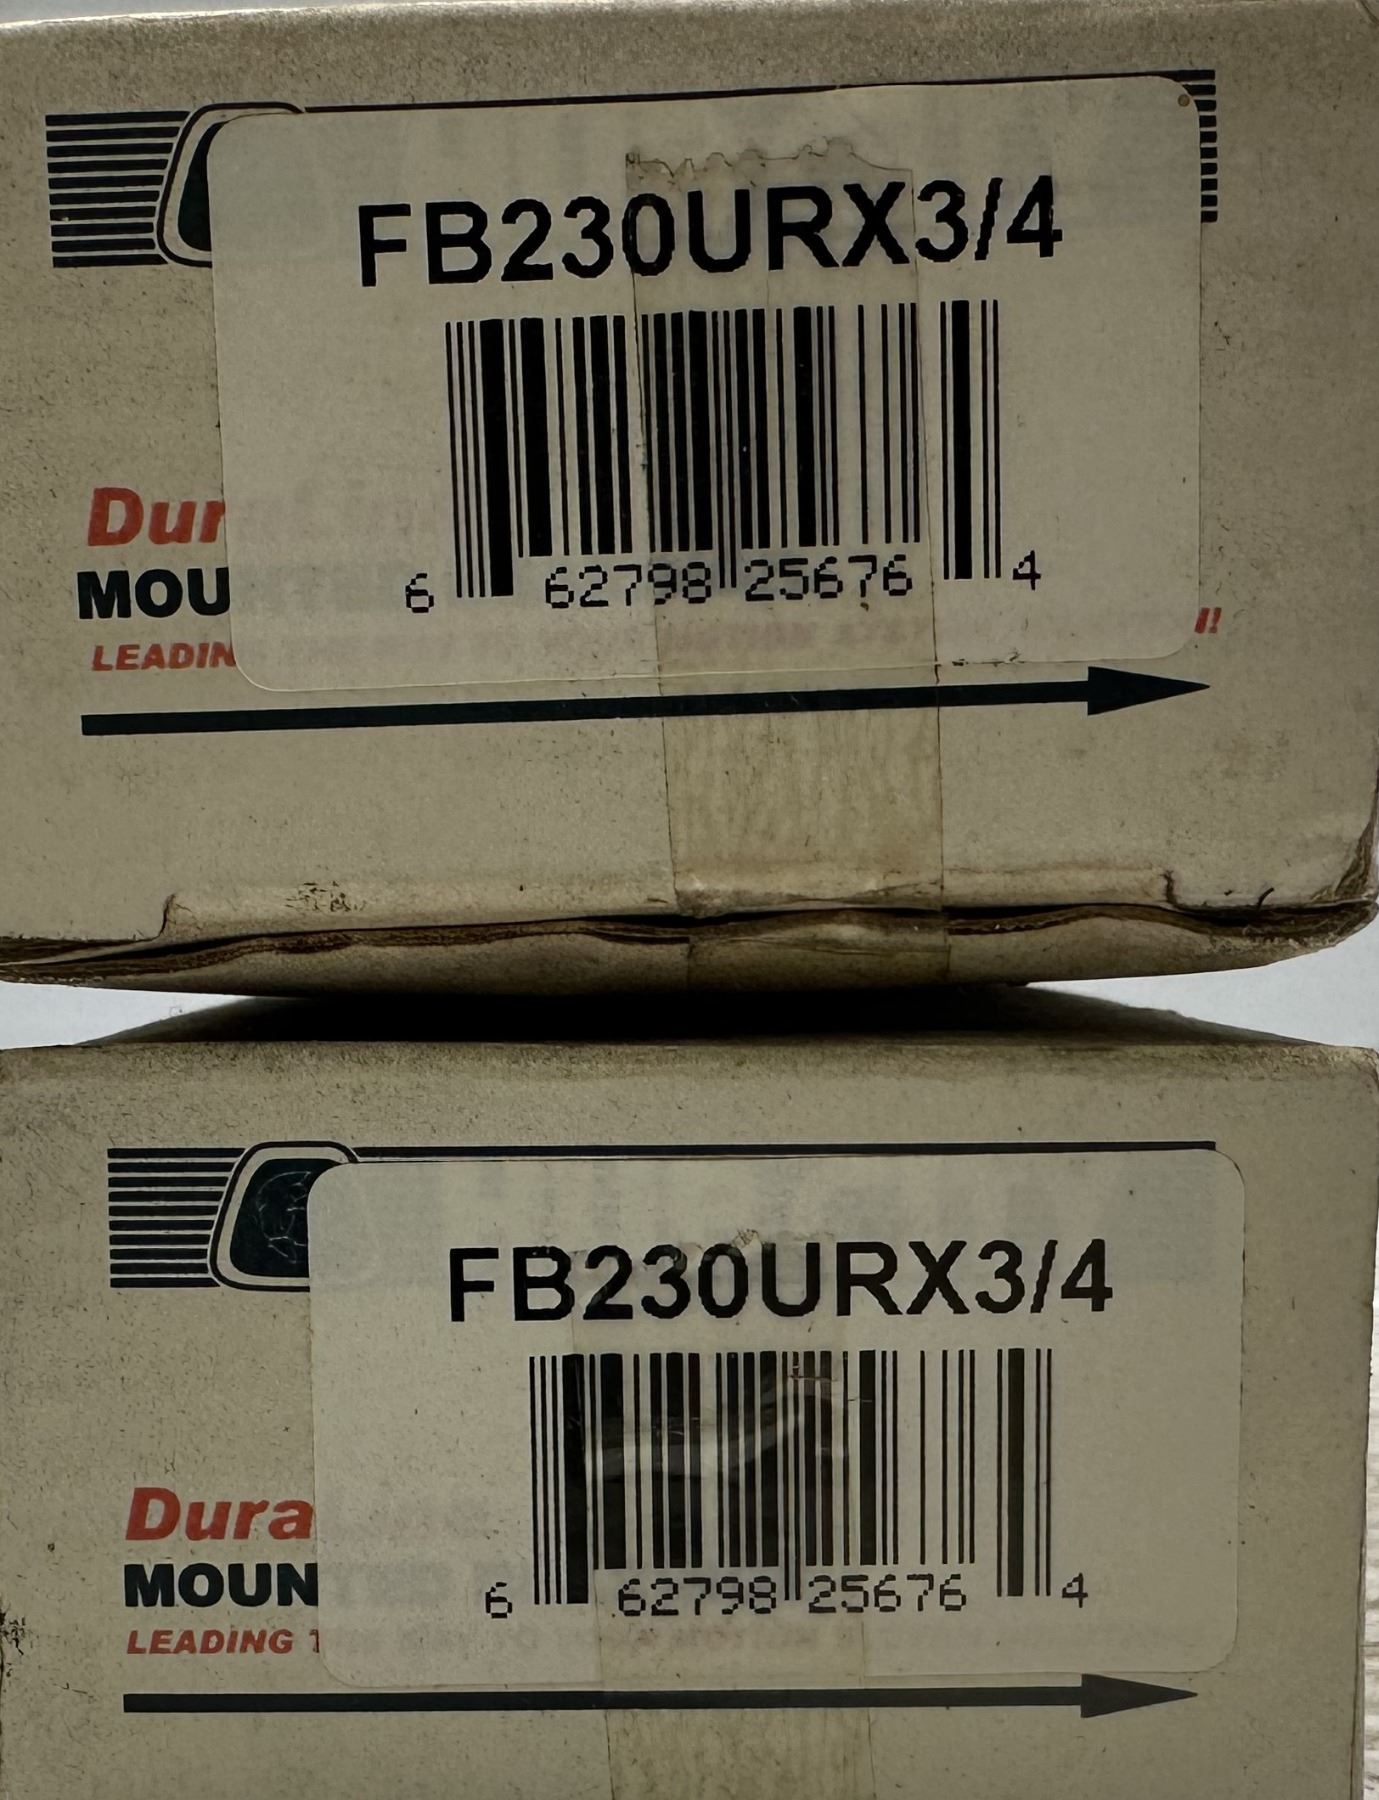 FB230URX3/4
6 62798 25676 4
Dur
MOU
LEADIN
!!
FB230URX3/4
6 62798 25676 4
Dura
MOUN
LEADING